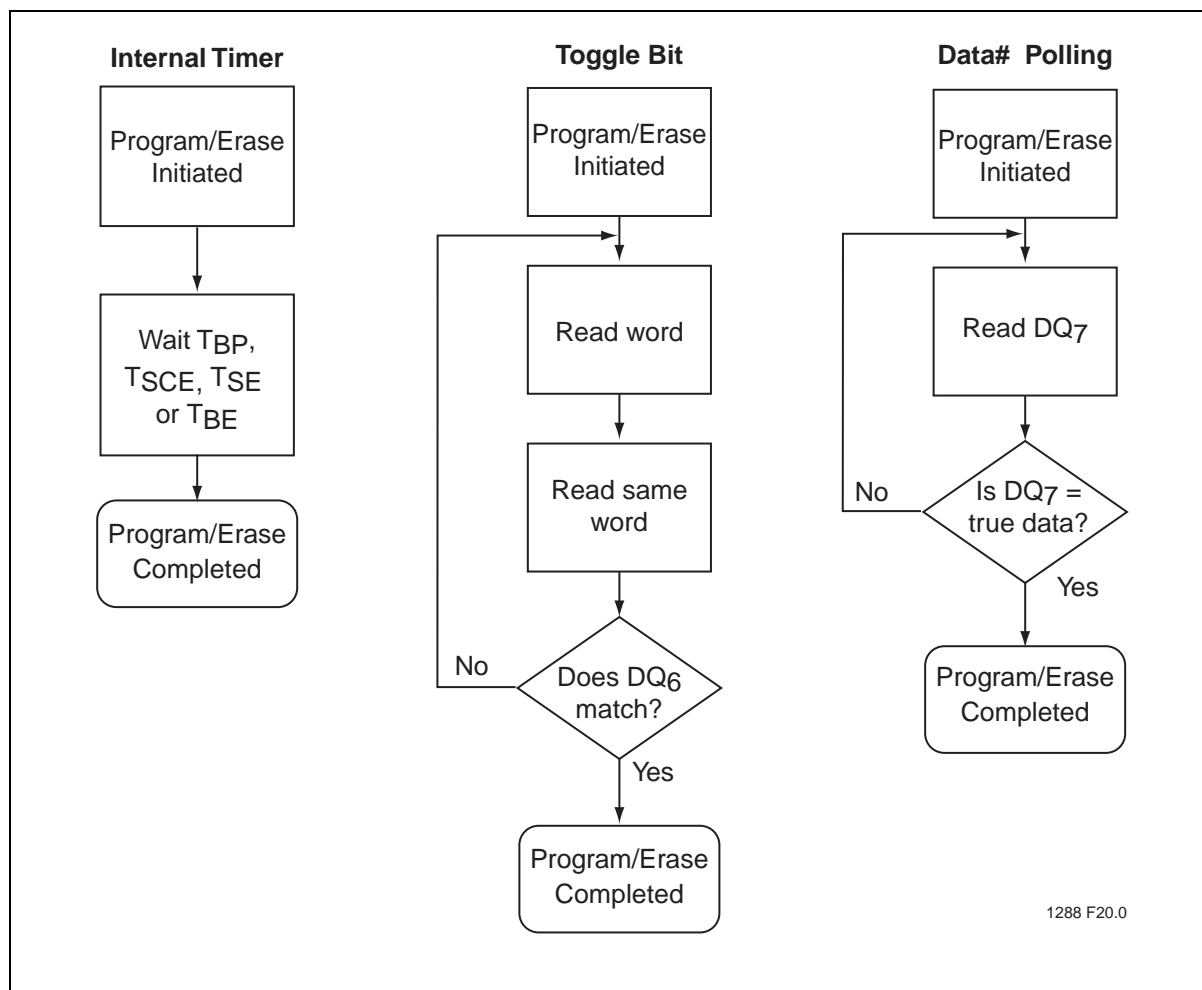 Internal Timer
Program/Erase
Initiated
Wait TBP,
TSCE, TSE
or TBE
Program/Erase
Completed
Toggle Bit
Program/Erase
Initiated
Read word
Read same
word
No
Does DQ6
match?
Yes
Program/Erase
Completed
Data# Polling
Program/Erase
Initiated
Read DQ7
No
Is DQ7 =
true data?
Yes
Program/Erase
Completed
1288 F20.0